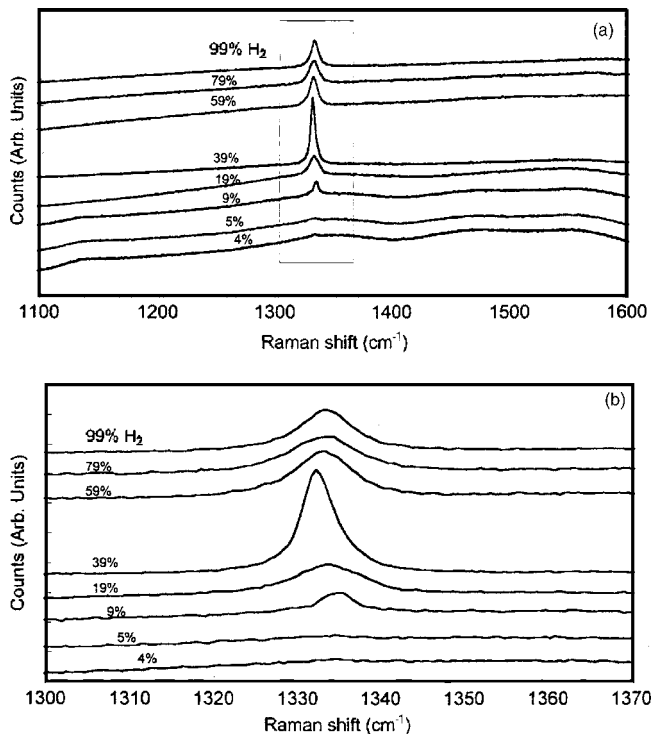 (a)
99% H2
79%
59%
39%
19%
9%
5%
4%
Counts (Arb. Units)
1100 1200 1300 1400 1500 1600
Raman shift (cm-1)
(b)
99% H2
79%
59%
39%
19%
9%
5%
4%
Counts (Arb. Units)
1300 1310 1320 1330 1340 1350 1360 1370
Raman shift (cm-1)